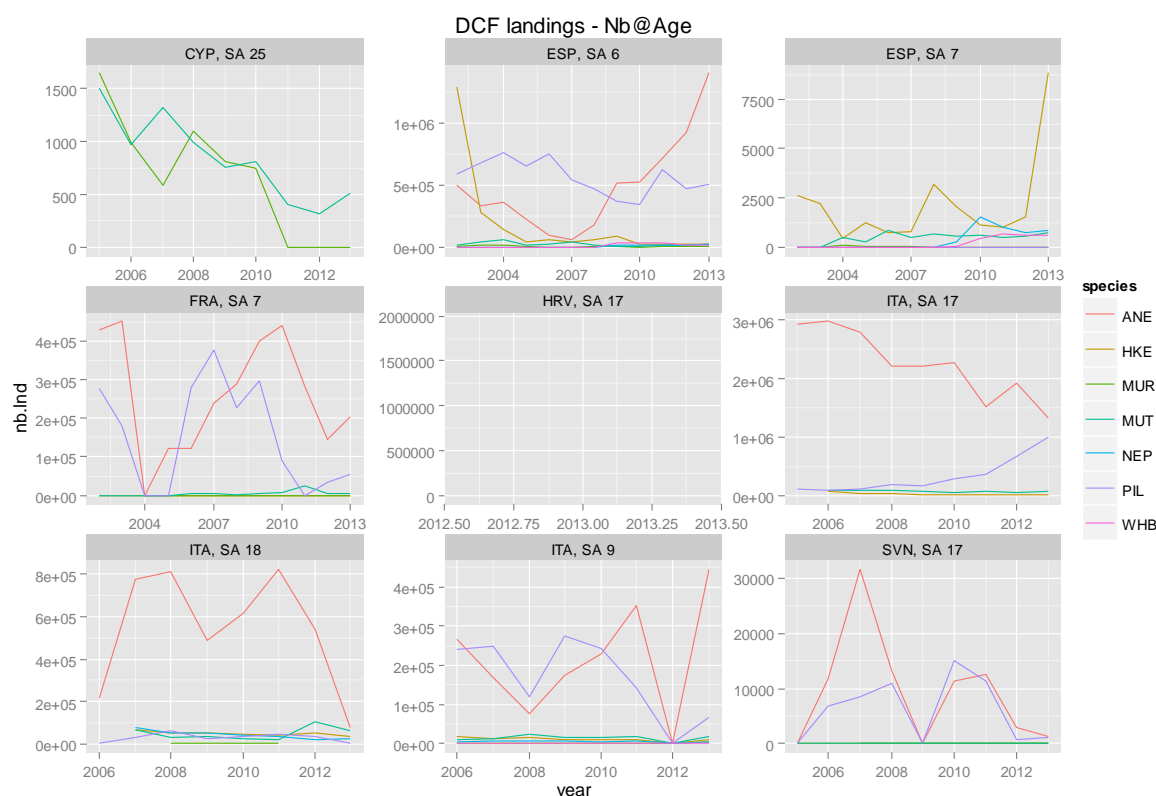 DCF landings - Nb@Age
CYP, SA 25
ESP, SA 6
ESP, SA 7
1500
1000
500
0
2006 2008 2010 2012
1e+06
5e+05
0e+00
2004 2007 2010 2013
7500
5000
2500
0
2004 2007 2010 2013
FRA, SA 7
HRV, SA 17
ITA, SA 17
4e+05
3e+05
2e+05
1e+05
0e+00
2004 2007 2010 2013
2000000
1500000
1000000
500000
0
2012.50 2012.75 2013.00 2013.25 2013.50
3e+06
2e+06
1e+06
0e+00
2006 2008 2010 2012
ITA, SA 18
ITA, SA 9
SVN, SA 17
8e+05
6e+05
4e+05
2e+05
0e+00
2006 2008 2010 2012
4e+05
3e+05
2e+05
1e+05
0e+00
2006 2008 2010 2012
30000
20000
10000
0
2006 2008 2010 2012
nb.lnd
year
species
ANE
HKE
MUR
MUT
NEP
PIL
WHB